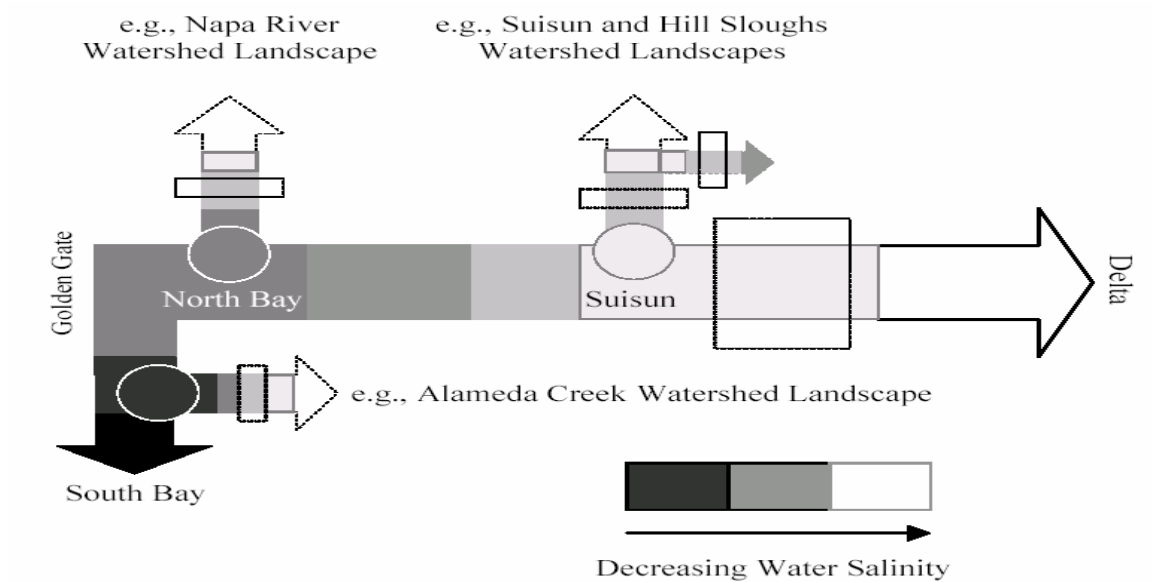 e.g., Napa River
Watershed Landscape
e.g., Suisun and Hill Sloughs
Watershed Landscapes
Golden Gate
North Bay
Suisun
Delta
e.g., Alameda Creek Watershed Landscape
South Bay
Decreasing Water Salinity